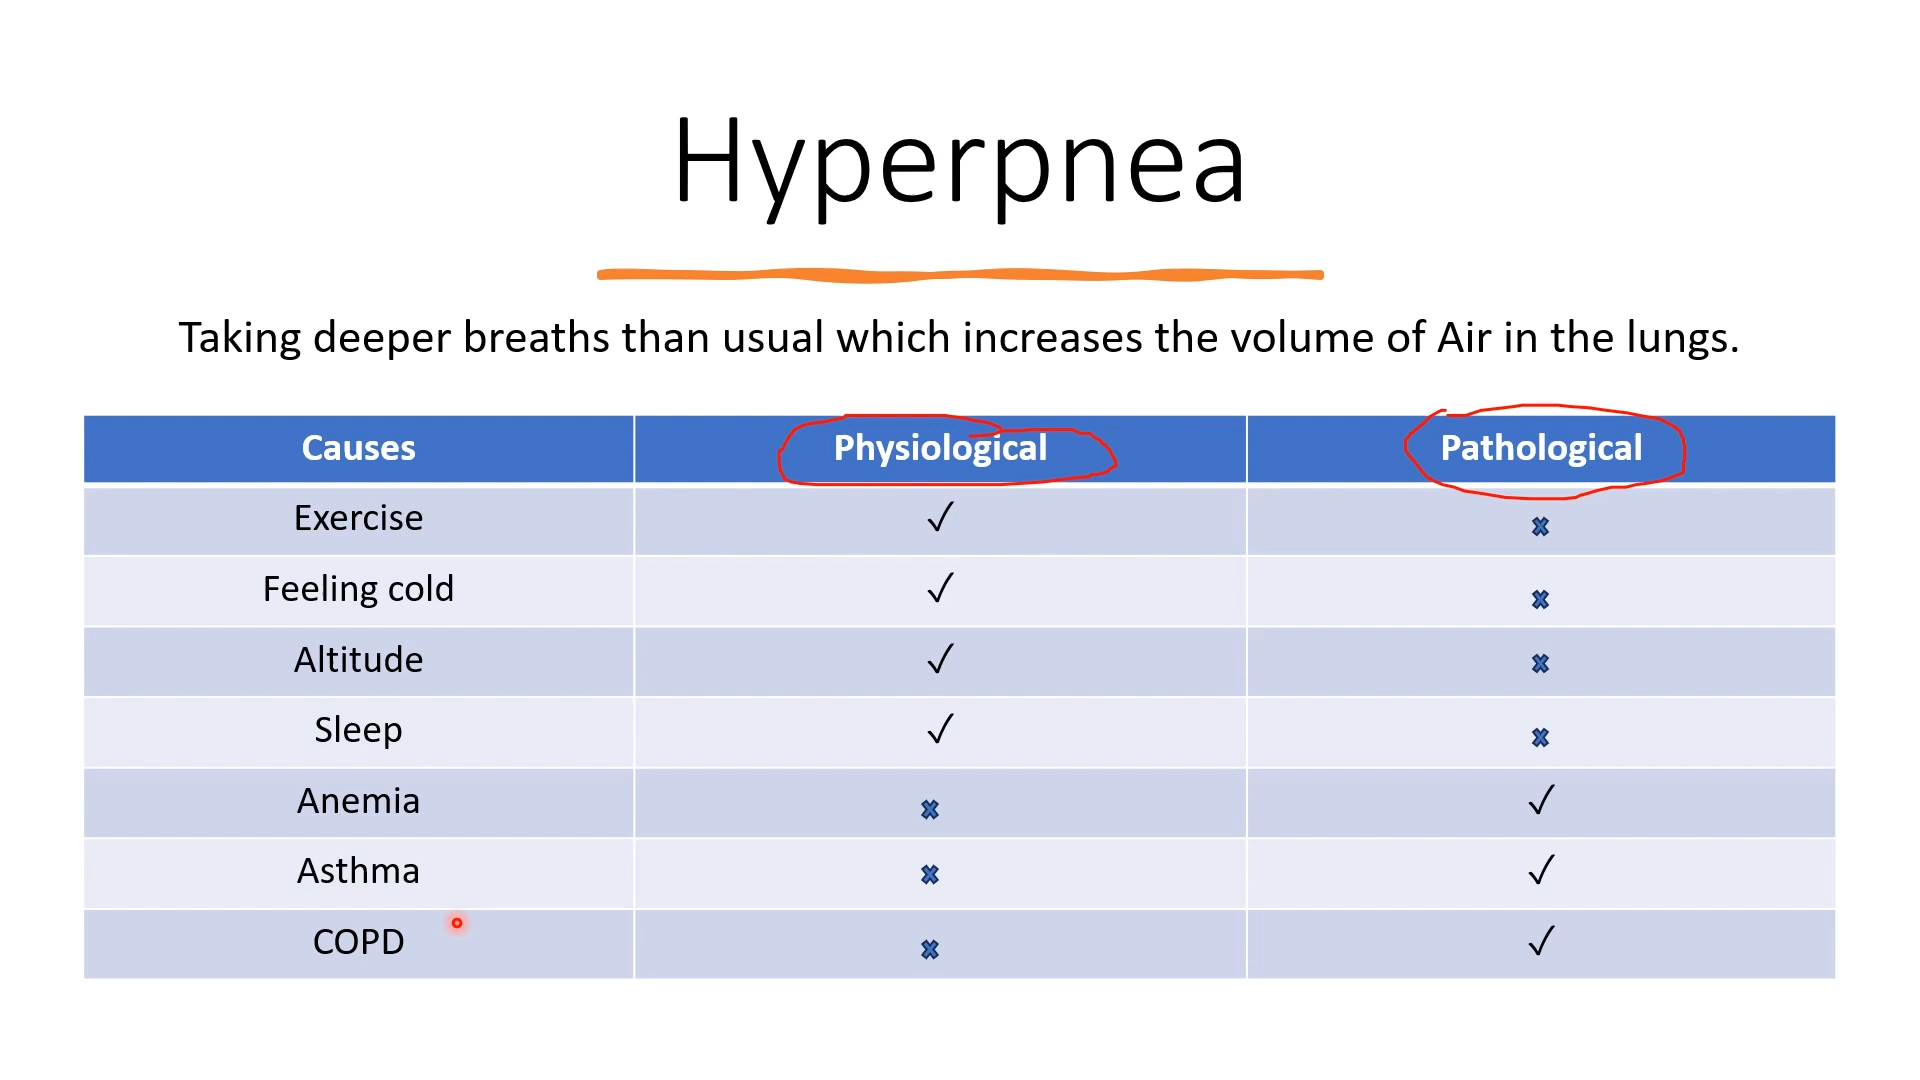 Hyperpnea
Taking deeper breaths than usual which increases the volume of Air in the lungs.
Causes Physiological Pathological
Exercise ✓ ✖
Feeling cold ✓ ✖
Altitude ✓ ✖
Sleep ✓ ✖
Anemia ✖ ✓
Asthma ✖ ✓
COPD ✖ ✓